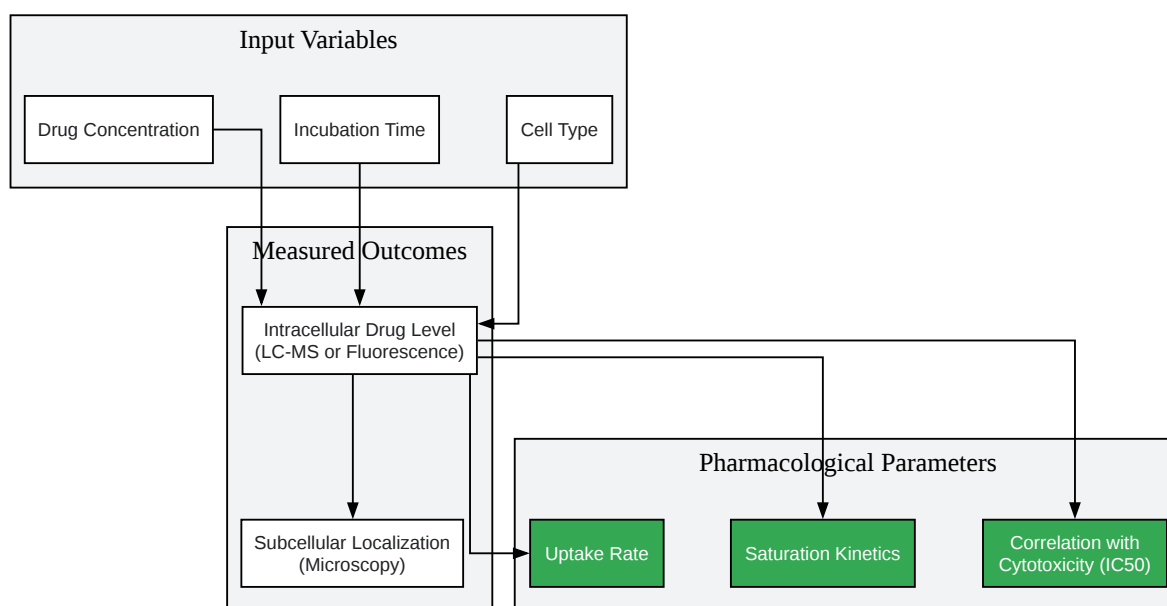 Input Variables
Drug Concentration
Incubation Time
Cell Type
Measured Outcomes
Intracellular Drug Level
(LC-MS or Fluorescence)
Pharmacological Parameters
Subcellular Localization
(Microscopy)
Uptake Rate
Saturation Kinetics
Correlation with
Cytotoxicity (IC50)